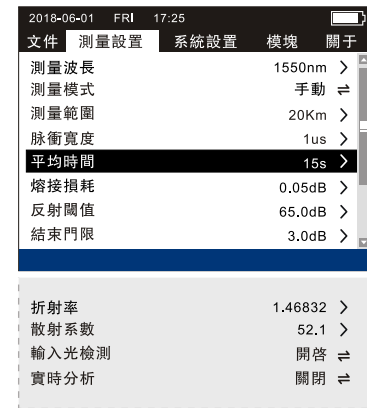 2018-06-01 FRI 17:25
文件 測量設置 系統設置 模塊 關于
測量波長 1550nm >
測量模式 手動 ⇌
測量範圍 20Km >
脉衝寬度 1us >
平均時間 15s >
熔接損耗 0.05dB >
反射閾值 65.0dB >
結束門限 3.0dB >
折射率 1.46832 >
散射系數 52.1 >
輸入光檢測 開啓 ⇌
實時分析 關閉 ⇌